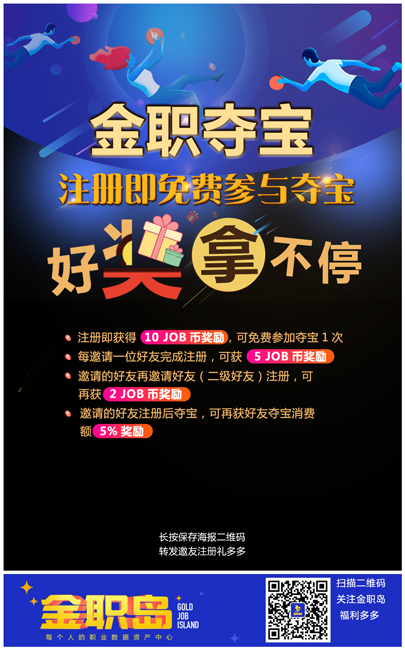 金职夺宝
注册即免费参与夺宝
好奖拿不停
注册即获得 10 JOB 币奖励，可免费参加夺宝 1 次
每邀请一位好友完成注册，可获 5 JOB 币奖励
邀请的好友再邀请好友（二级好友）注册，可
再获 2 JOB 币奖励
邀请的好友注册后夺宝，可再获好友夺宝消费
额 5% 奖励
长按保存海报二维码
转发邀友注册礼多多
金职岛
GOLD
JOB
ISLAND
每个人的职业数据资产中心
扫描二维码
关注金职岛
福利多多